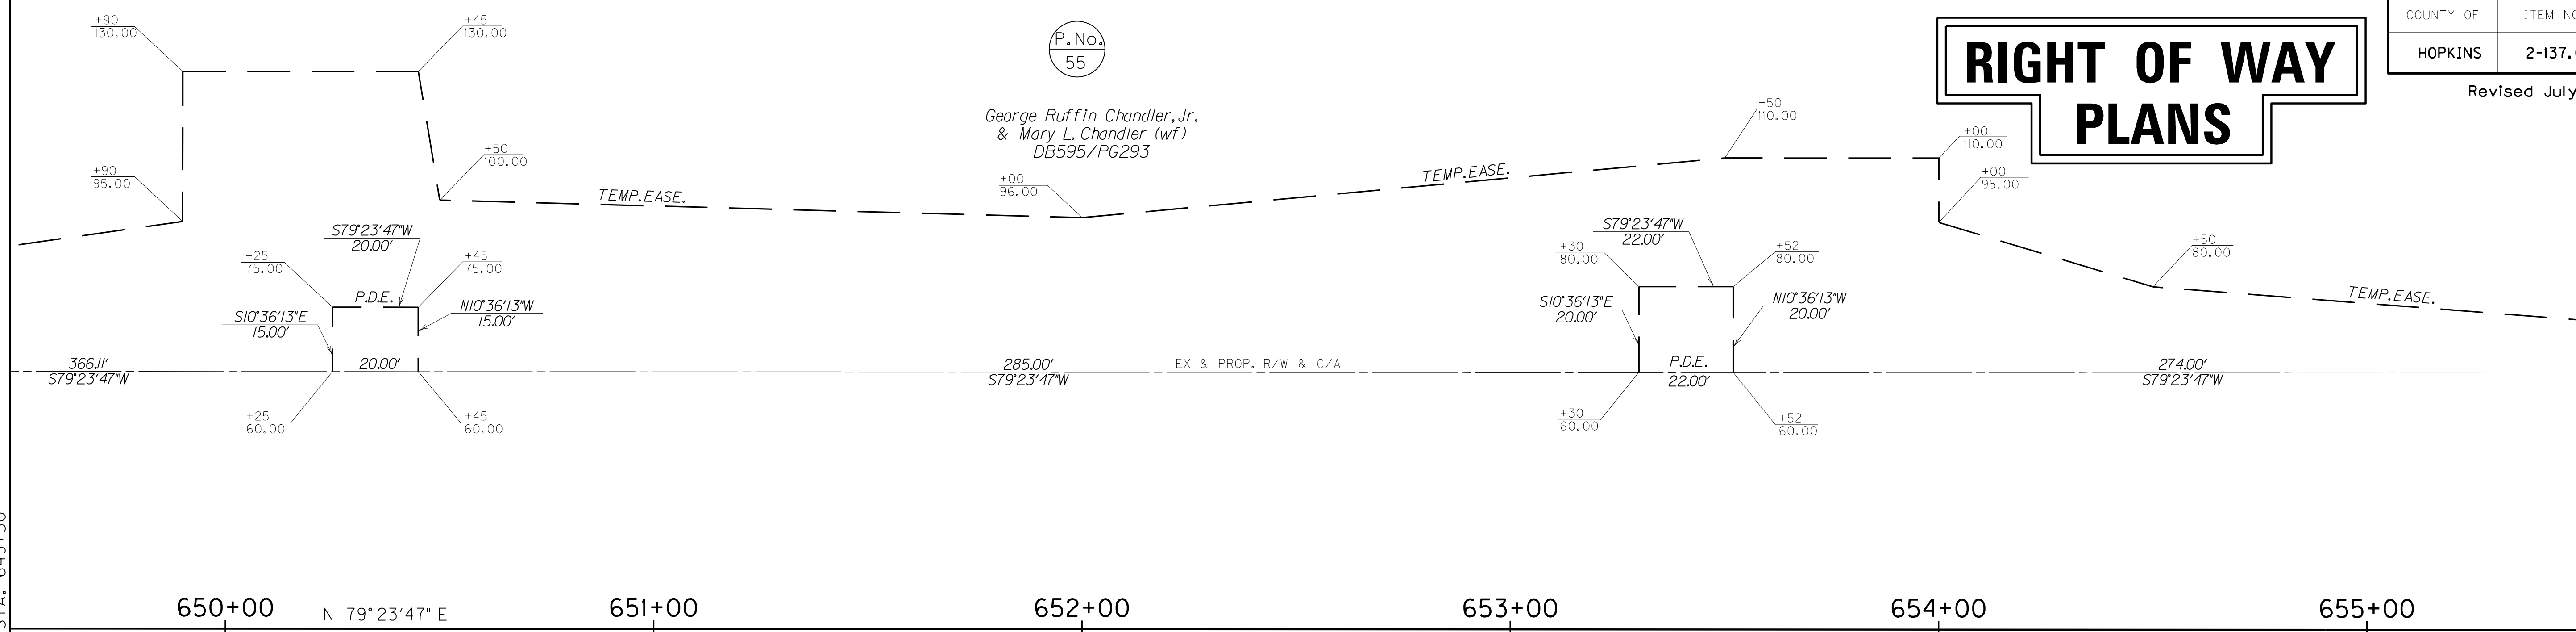 +90
130.00
+45
130.00
P.No.
55
RIGHT OF WAY
PLANS
COUNTY OF
HOPKINS
Revised July
George Ruffin Chandler,Jr.
& Mary L. Chandler (wf)
DB595/PG293
+50
110.00
+00
110.00
+90
95.00
+50
100.00
TEMP.EASE.
+00
96.00
TEMP.EASE.
+00
95.00
S79°23'47"W
20.00'
+25
75.00
+45
75.00
P.D.E.
S10°36'13"E
15.00'
N10°36'13"W
15.00'
S79°23'47"W
22.00'
+30
80.00
+52
80.00
S10°36'13"E
20.00'
N10°36'13"W
20.00'
+50
80.00
TEMP.EASE.
366.11'
S79°23'47"W
20.00'
285.00'
S79°23'47"W
EX & PROP. R/W & C/A
P.D.E.
22.00'
274.00'
S79°23'47"W
+25
60.00
+45
60.00
+30
60.00
+52
60.00
STA.
650+00
N 79°23'47" E
651+00
652+00
653+00
654+00
655+00